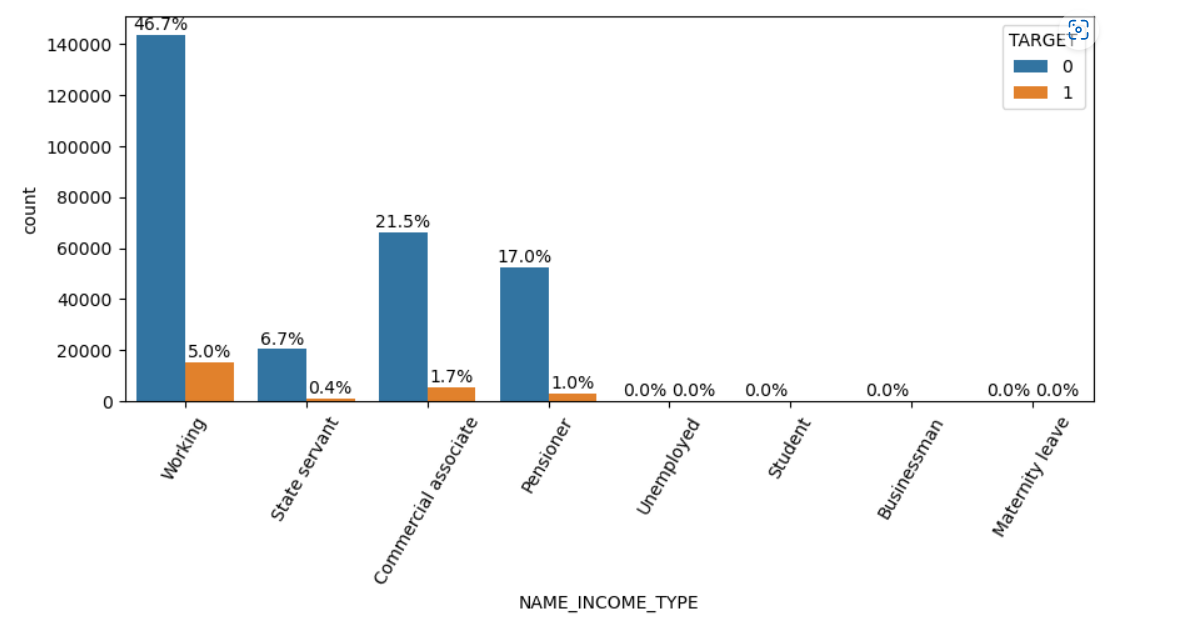 46.7%
140000
120000
100000
80000
60000
40000
20000
0
count
TARGET
0
1
5.0%
6.7%
0.4%
21.5%
1.7%
17.0%
1.0%
0.0% 0.0%
0.0%
0.0%
0.0% 0.0%
Working
State servant
Commercial associate
Pensioner
Unemployed
Student
Businessman
Maternity leave
NAME_INCOME_TYPE